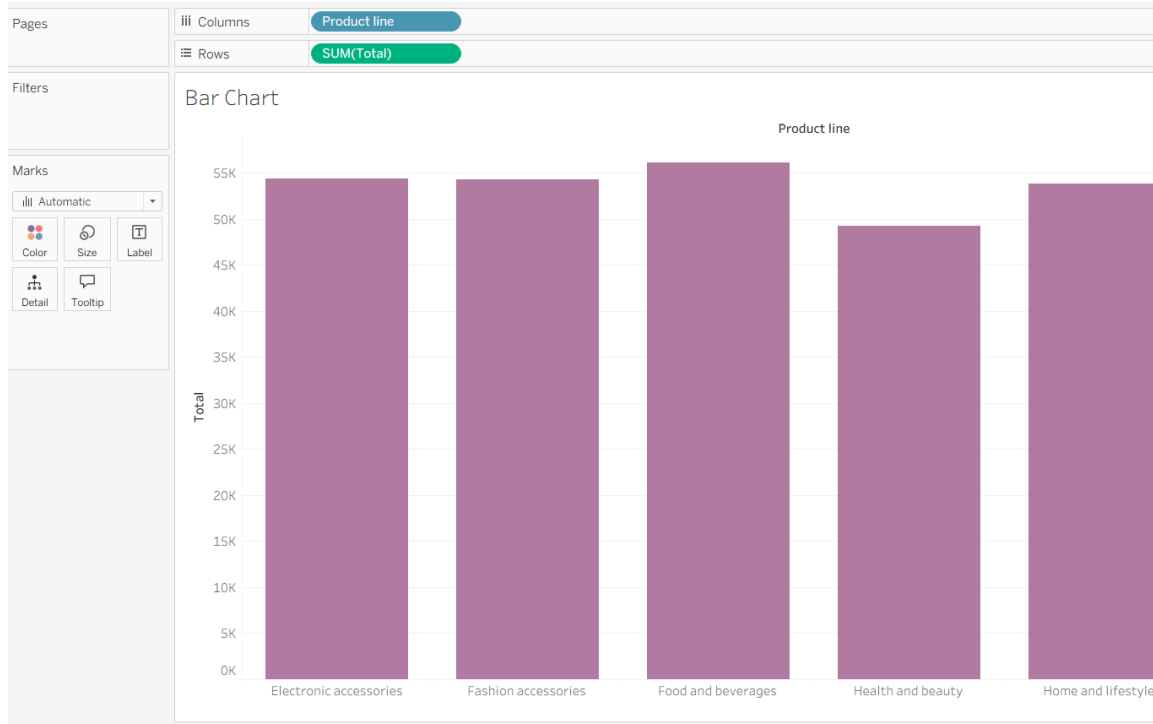 Pages
Columns
Product line
Rows
SUM(Total)
Filters
Marks
Automatic
Color
Size
Label
Detail
Tooltip
Bar Chart
Product line
Total
55K
50K
45K
40K
35K
30K
25K
20K
15K
10K
5K
0K
Electronic accessories
Fashion accessories
Food and beverages
Health and beauty
Home and lifestyle